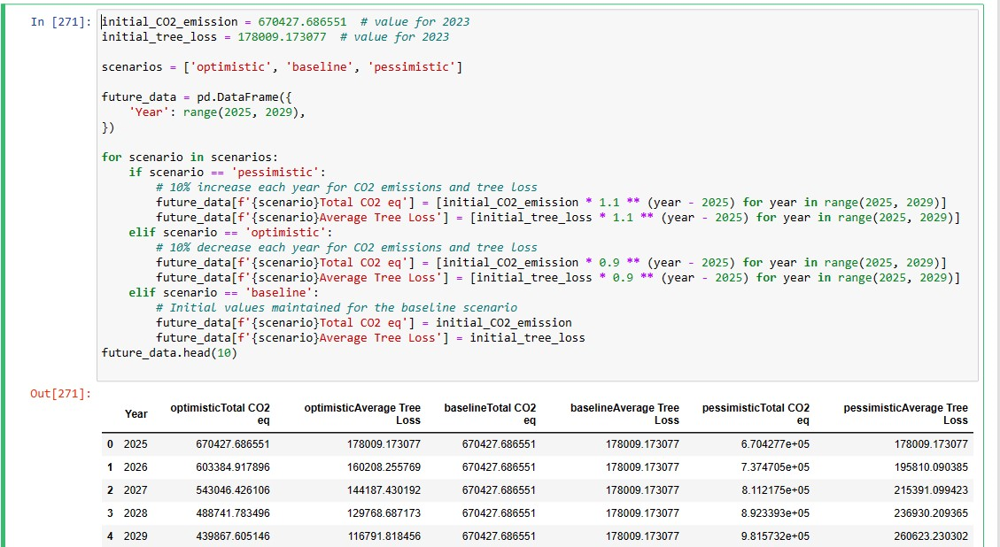 In [271]: initial_CO2_emission = 670427.686551  # value for 2023
initial_tree_loss = 178009.173077  # value for 2023
scenarios = ['optimistic', 'baseline', 'pessimistic']
future_data = pd.DataFrame({
    'Year': range(2025, 2029),
})
for scenario in scenarios:
    if scenario == 'pessimistic':
        # 10% increase each year for CO2 emissions and tree loss
        future_data[f'{scenario}Total CO2 eq'] = [initial_CO2_emission * 1.1 ** (year - 2025) for year in range(2025, 2029)]
        future_data[f'{scenario}Average Tree Loss'] = [initial_tree_loss * 1.1 ** (year - 2025) for year in range(2025, 2029)]
    elif scenario == 'optimistic':
        # 10% decrease each year for CO2 emissions and tree loss
        future_data[f'{scenario}Total CO2 eq'] = [initial_CO2_emission * 0.9 ** (year - 2025) for year in range(2025, 2029)]
        future_data[f'{scenario}Average Tree Loss'] = [initial_tree_loss * 0.9 ** (year - 2025) for year in range(2025, 2029)]
    elif scenario == 'baseline':
        # Initial values maintained for the baseline scenario
        future_data[f'{scenario}Total CO2 eq'] = initial_CO2_emission
        future_data[f'{scenario}Average Tree Loss'] = initial_tree_loss
future_data.head(10)
Out[271]:
Year optimisticTotal CO2 eq optimisticAverage Tree Loss baselineTotal CO2 eq baselineAverage Tree Loss pessimisticTotal CO2 eq pessimisticAverage Tree Loss
0 2025 670427.686551 178009.173077 670427.686551 178009.173077 6.704277e+05 178009.173077
1 2026 603384.917896 160208.255769 670427.686551 178009.173077 7.374705e+05 195810.090385
2 2027 543046.426106 144187.430192 670427.686551 178009.173077 8.112175e+05 215391.099423
3 2028 488741.783496 129768.687173 670427.686551 178009.173077 8.923393e+05 236930.209365
4 2029 439867.605146 116791.818456 670427.686551 178009.173077 9.815732e+05 260623.230302